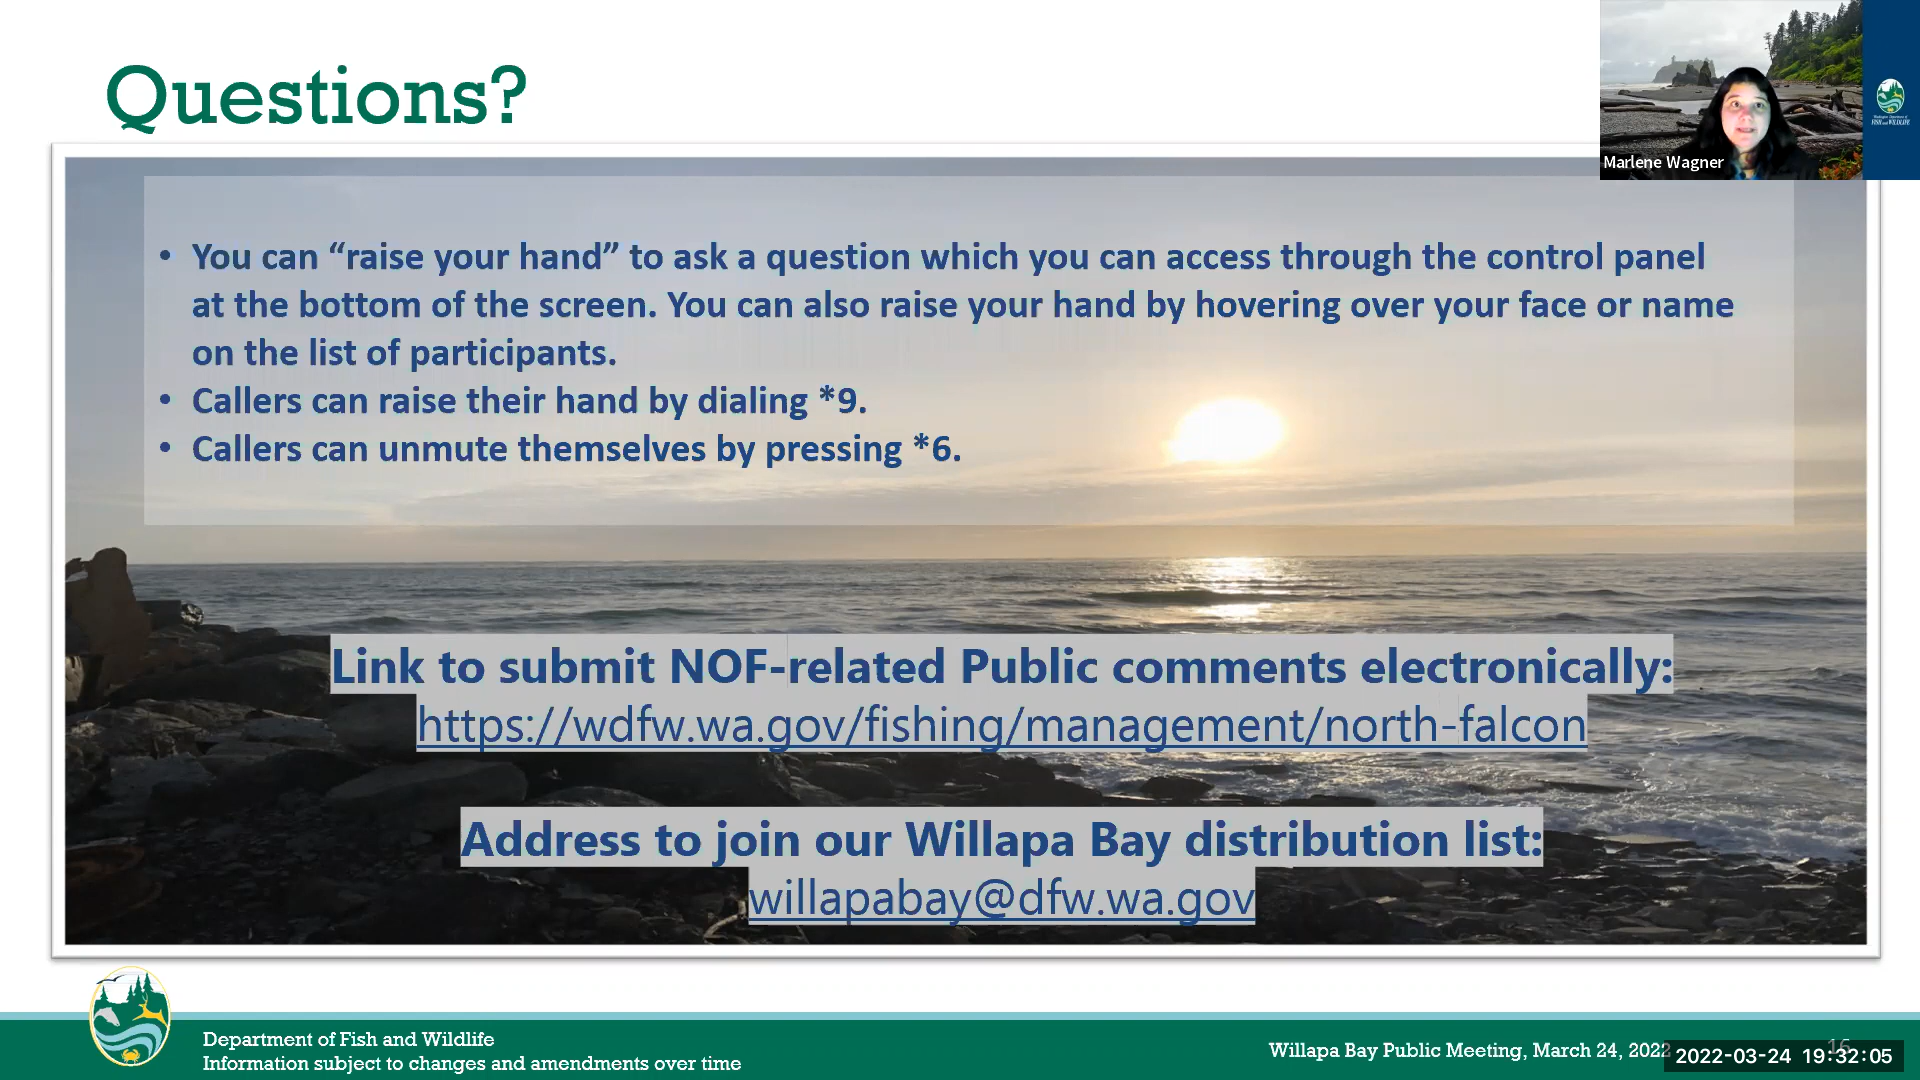 Questions?
Marlene Wagner
• You can “raise your hand” to ask a question which you can access through the control panel
at the bottom of the screen. You can also raise your hand by hovering over your face or name
on the list of participants.
• Callers can raise their hand by dialing *9.
• Callers can unmute themselves by pressing *6.
Link to submit NOF-related Public comments electronically:
https://wdfw.wa.gov/fishing/management/north-falcon
Address to join our Willapa Bay distribution list:
willapabay@dfw.wa.gov
Department of Fish and Wildlife
Information subject to changes and amendments over time
Willapa Bay Public Meeting, March 24, 2022
16
2022-03-24 19:32:05